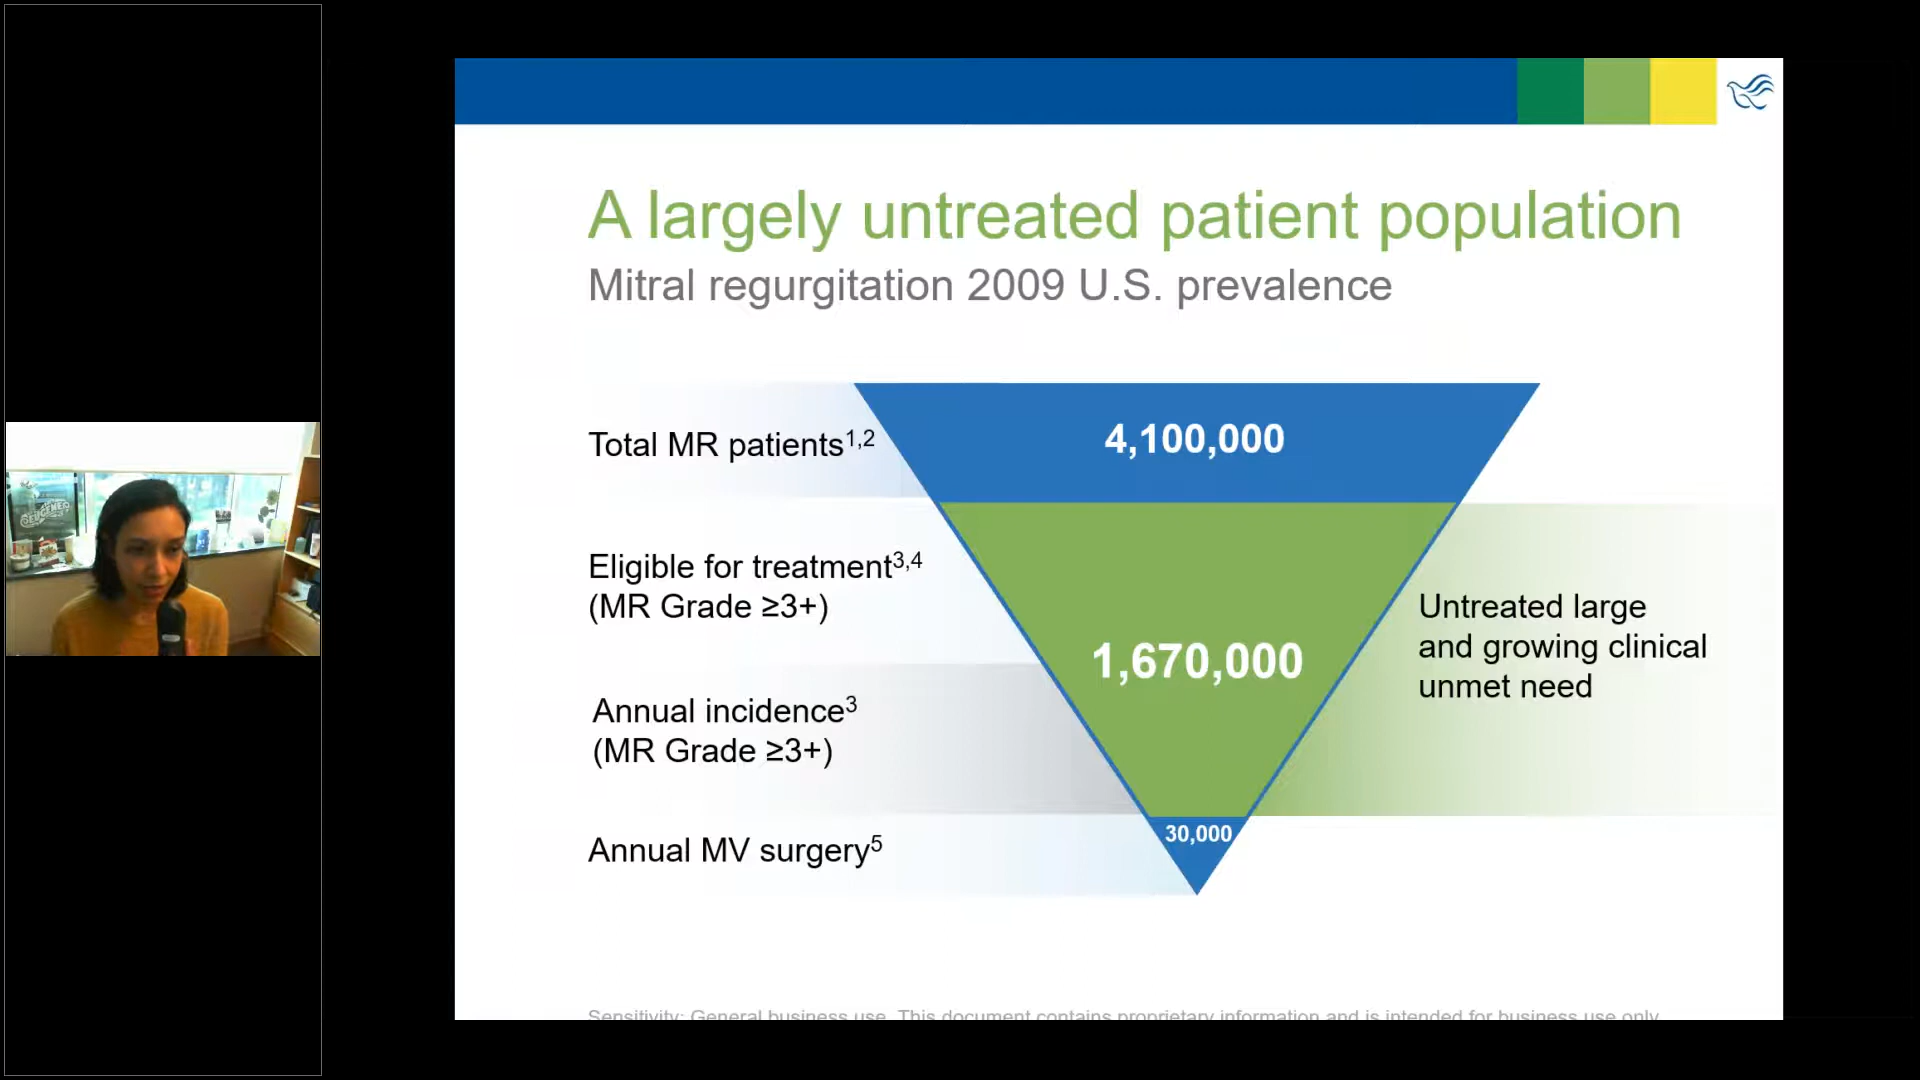 A largely untreated patient population
Mitral regurgitation 2009 U.S. prevalence
Total MR patients1,2
4,100,000
Eligible for treatment3,4
(MR Grade ≥3+)
1,670,000
Untreated large
and growing clinical
unmet need
Annual incidence3
(MR Grade ≥3+)
Annual MV surgery5
30,000
Sensitivity: General business use. This document contains proprietary information and is intended for business use only.